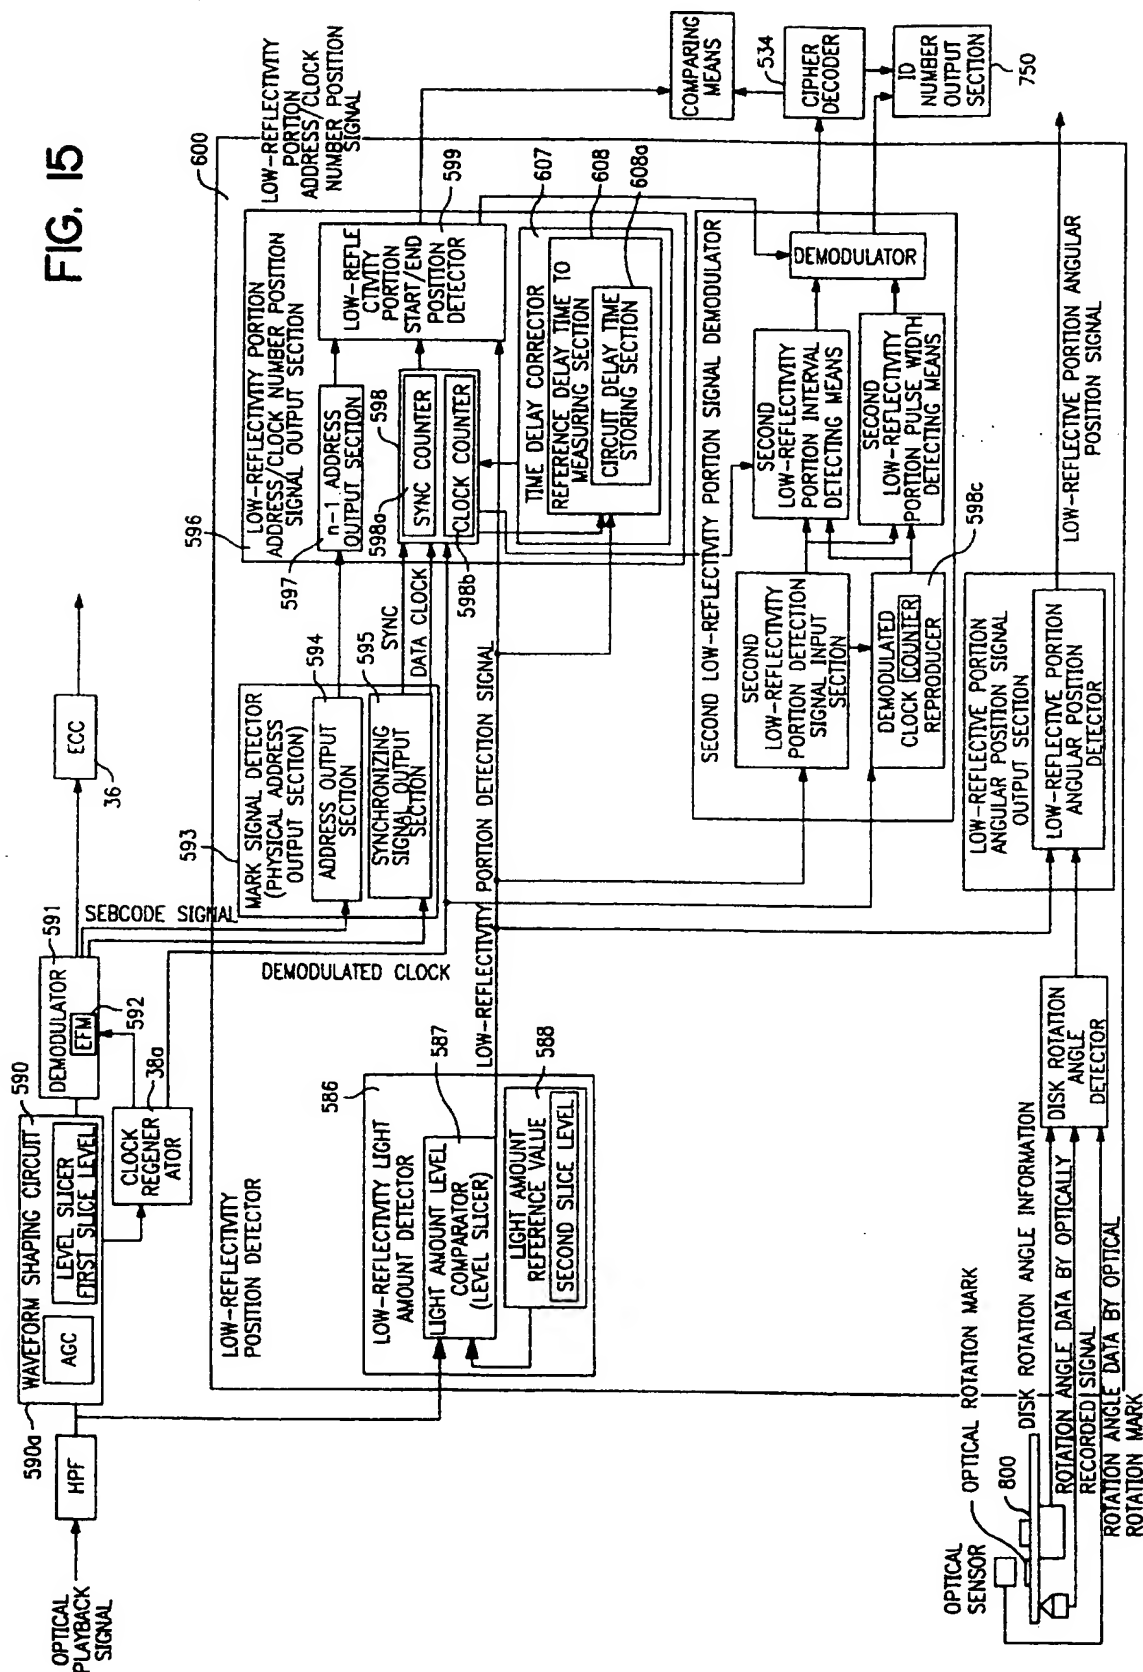 FIG. 15
OPTICAL
PLAYBACK
SIGNAL
HPF
590a
WAVEFORM SHAPING CIRCUIT
590
AGC
LEVEL SLICER
FIRST SLICE LEVEL
CLOCK
REGENER
ATOR
38a
DEMODULATOR
591
EFM
592
ECC
36
SEBCODE SIGNAL
DEMODULATED CLOCK
LOW-REFLECTIVITY
POSITION DETECTOR
600
LOW-REFLECTIVITY LIGHT
AMOUNT DETECTOR
586
LIGHT AMOUNT LEVEL
COMPARATOR
(LEVEL SLICER)
587
LIGHT AMOUNT
REFERENCE VALUE
588
SECOND SLICE LEVEL
LOW-REFLECTIVITY PORTION DETECTION SIGNAL
593
MARK SIGNAL DETECTOR
(PHYSICAL ADDRESS
OUTPUT SECTION)
ADDRESS OUTPUT
SECTION
594
SYNCHRONIZING
SIGNAL OUTPUT
SECTION
595
SYNC
DATA CLOCK
596
LOW-REFLECTIVITY PORTION
ADDRESS/CLOCK NUMBER POSITION
SIGNAL OUTPUT SECTION
597
n-1 ADDRESS
OUTPUT SECTION
598a
598
SYNC COUNTER
CLOCK COUNTER
598b
LOW-REFLE
CTIVITY
PORTION
START/END
POSITION
DETECTOR
599
LOW-REFLECTIVITY
PORTION
ADDRESS/CLOCK
NUMBER POSITION
SIGNAL
TIME DELAY CORRECTOR
607
REFERENCE DELAY TIME TO
MEASURING SECTION
608
CIRCUIT DELAY TIME
STORING SECTION
608a
COMPARING
MEANS
534
CIPHER
DECODER
ID
NUMBER
OUTPUT
SECTION
750
SECOND LOW-REFLECTIVITY PORTION SIGNAL DEMODULATOR
SECOND
LOW-REFLECTIVITY
PORTION DETECTION
SIGNAL INPUT
SECTION
DEMODULATED
CLOCK COUNTER
REPRODUCER
598c
SECOND
LOW-REFLECTIVITY
PORTION INTERVAL
DETECTING MEANS
SECOND
LOW-REFLECTIVITY
PORTION PULSE WIDTH
DETECTING MEANS
DEMODULATOR
LOW-REFLECTIVE PORTION
ANGULAR POSITION SIGNAL
OUTPUT SECTION
LOW-REFLECTIVE PORTION
ANGULAR POSITION
DETECTOR
LOW-REFLECTIVE PORTION ANGULAR
POSITION SIGNAL
DISK ROTATION
ANGLE
DETECTOR
OPTICAL
SENSOR
OPTICAL ROTATION MARK
800
DISK ROTATION ANGLE INFORMATION
ROTATION ANGLE DATA BY OPTICALLY
RECORDED SIGNAL
ROTATION ANGLE DATA BY OPTICAL
ROTATION MARK